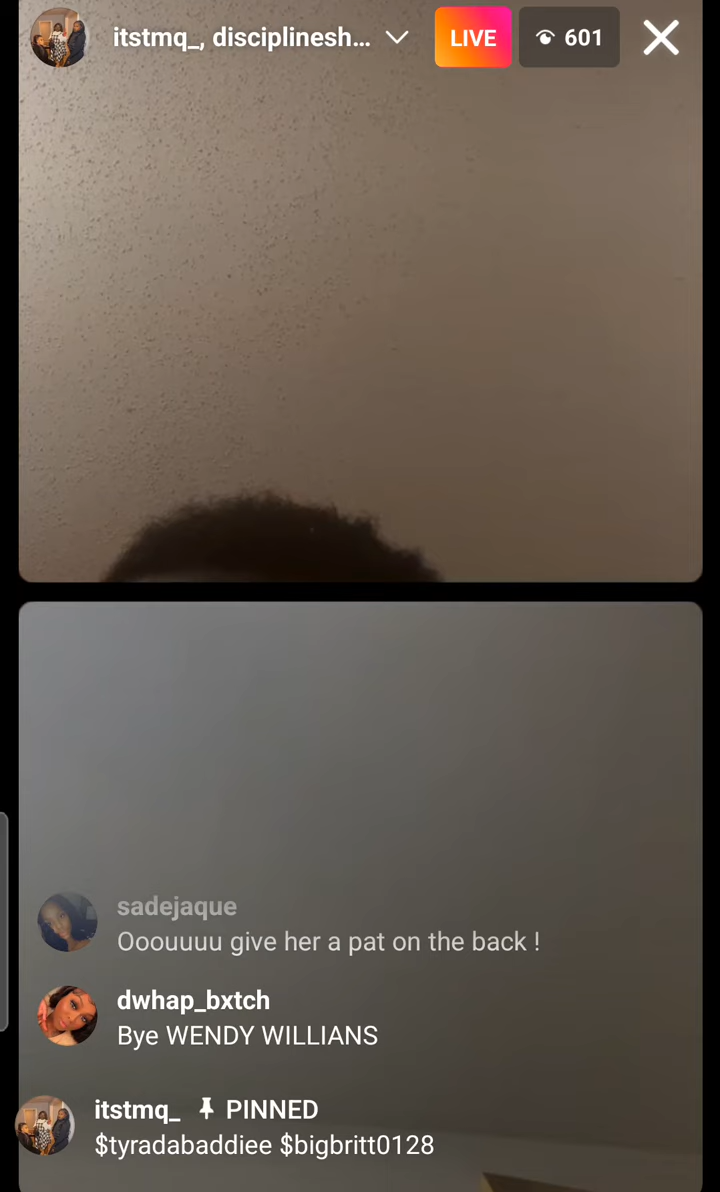 itstmq_, disciplinesh... LIVE 601
sadejaque
Ooouuuu give her a pat on the back !
dwhap_bxtch
Bye WENDY WILLIANS
itstmq_ PINNED
$tyradabaddiee $bigbritt0128